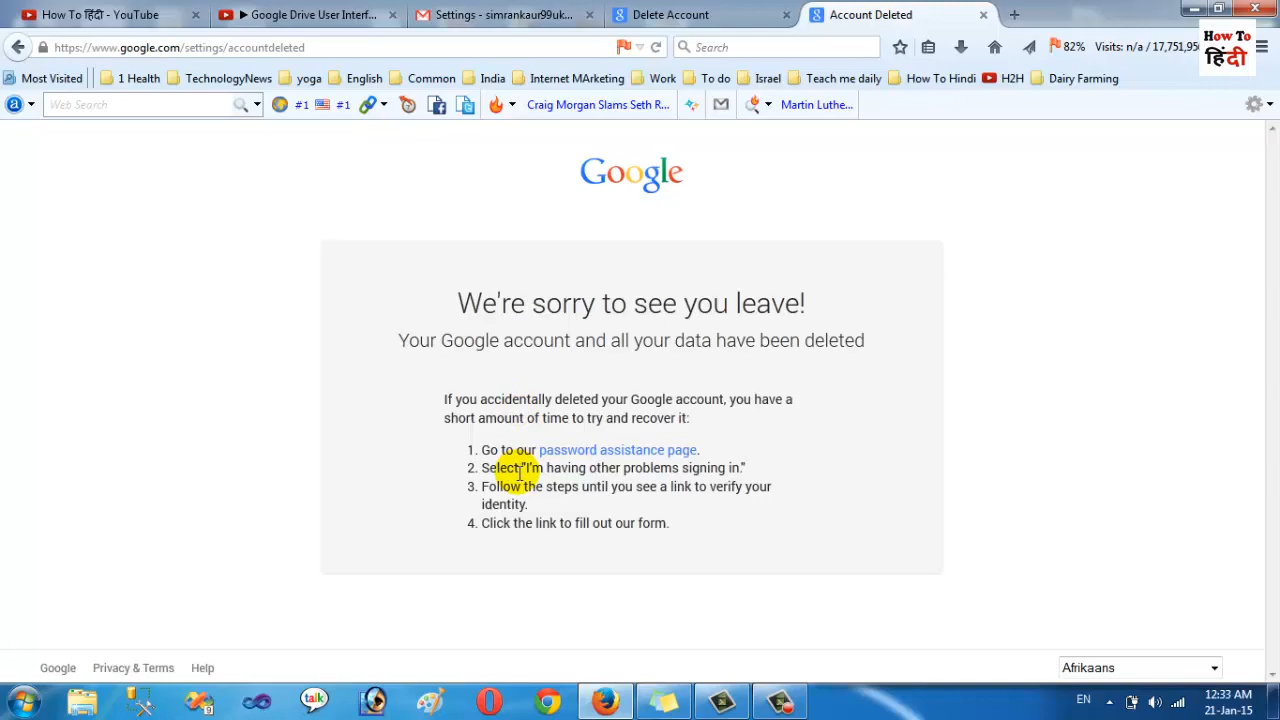 How To हिंदी - YouTube
▶ Google Drive User Interf...
Settings - simrankaur99uk...
Delete Account
Account Deleted
How To
हिंदी
https://www.google.com/settings/accountdeleted
Search
82%
Visits: n/a / 17,751,95
Most Visited
1 Health
TechnologyNews
yoga
English
Common
India
Internet MArketing
Work
To do
Israel
Teach me daily
How To Hindi
H2H
Dairy Farming
Web Search
#1
#1
Craig Morgan Slams Seth R...
Martin Luthe...
Google
We're sorry to see you leave!
Your Google account and all your data have been deleted
If you accidentally deleted your Google account, you have a
short amount of time to try and recover it:
1. Go to our password assistance page.
2. Select "I'm having other problems signing in."
3. Follow the steps until you see a link to verify your
identity.
4. Click the link to fill out our form.
Google
Privacy & Terms
Help
Afrikaans
talk
EN
12:33 AM
21-Jan-15